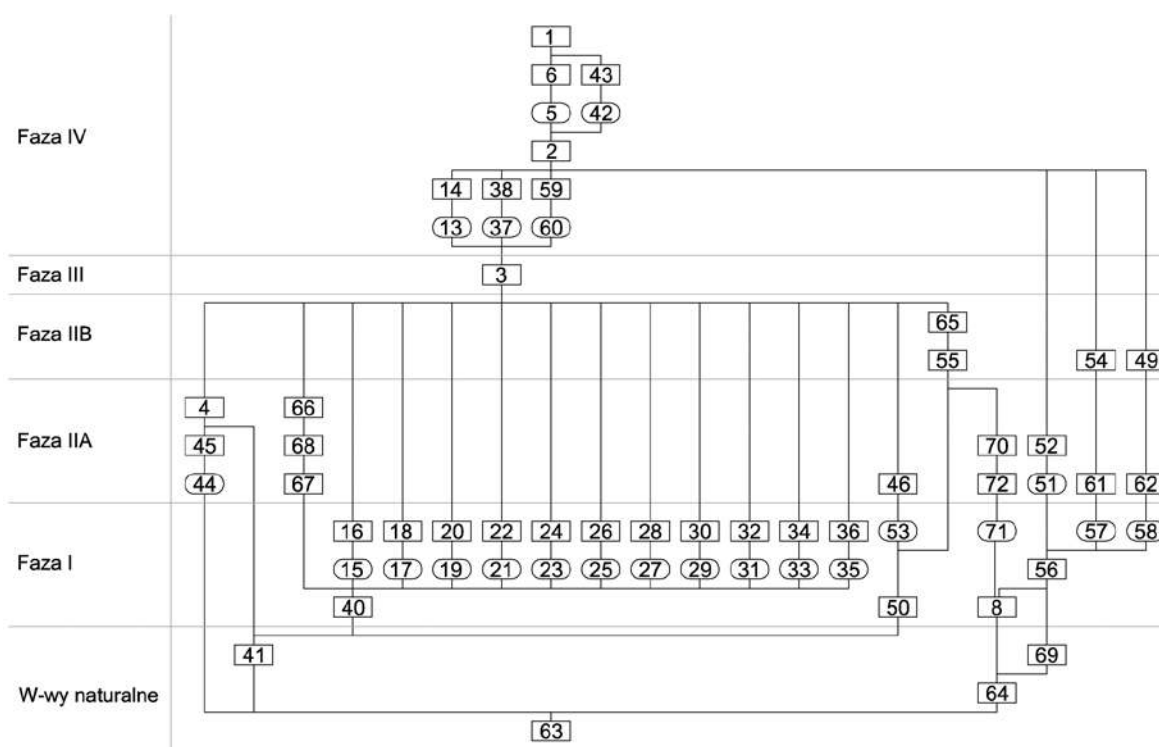 1
6 43
5 42
Faza IV
2
14 38 59
13 37 60
Faza III
3
65
Faza IIB
55 54 49
4 66
Faza IIA
45 68 70 52
44 67 46 72 51 61 62
16 18 20 22 24 26 28 30 32 34 36 53 71 57 58
Faza I
15 17 19 21 23 25 27 29 31 33 35 56
40 50 8
41 69
W-wy naturalne
64
63